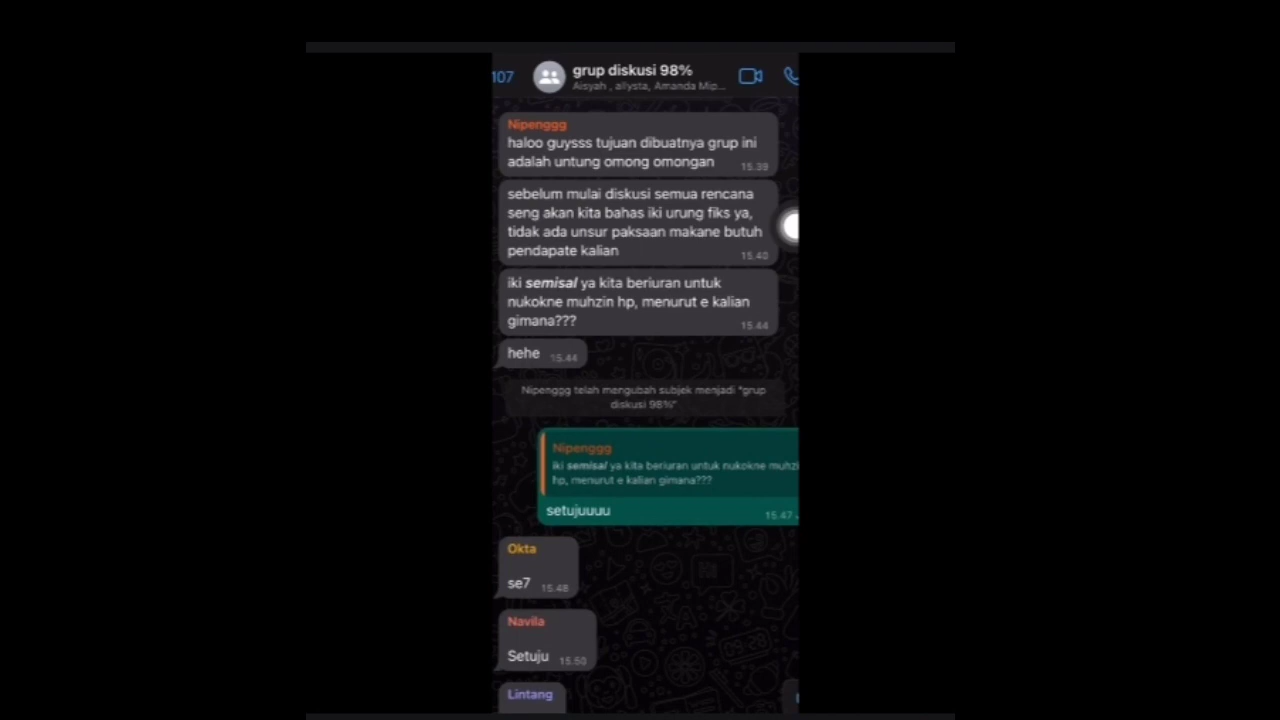 107
grup diskusi 98%
Aisyah , allysta, Amanda Mip...
Nipenggg
haloo guysss tujuan dibuatnya grup ini
adalah untung omong omongan
15.39
sebelum mulai diskusi semua rencana
seng akan kita bahas iki urung fiks ya,
tidak ada unsur paksaan makane butuh
pendapate kalian
15.40
iki semisal ya kita beriuran untuk
nukokne muhzin hp, menurut e kalian
gimana???
15.44
hehe 15.44
Nipenggg telah mengubah subjek menjadi "grup
diskusi 98%"
Nipenggg
iki semisal ya kita beriuran untuk nukokne muhzi
hp, menurut e kalian gimana???
setujuuuu
15.47
Okta
se7 15.48
Navila
Setuju 15.50
Lintang